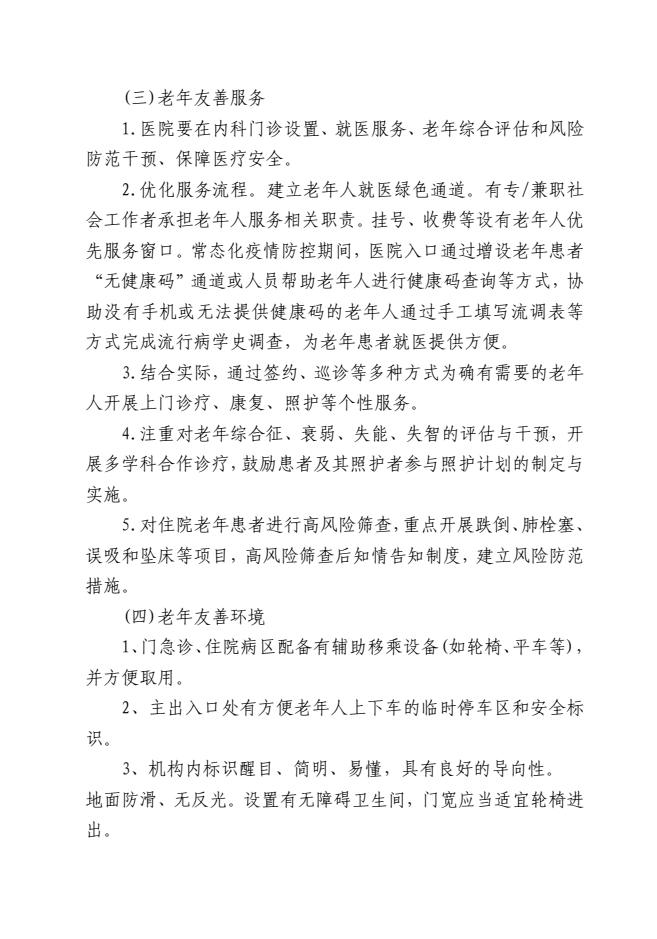 (三)老年友善服务
1.医院要在内科门诊设置、就医服务、老年综合评估和风险
防范干预、保障医疗安全。
2.优化服务流程。建立老年人就医绿色通道。有专/兼职社
会工作者承担老年人服务相关职责。挂号、收费等设有老年人优
先服务窗口。常态化疫情防控期间，医院入口通过增设老年患者
“无健康码”通道或人员帮助老年人进行健康码查询等方式，协
助没有手机或无法提供健康码的老年人通过手工填写流调表等
方式完成流行病学史调查，为老年患者就医提供方便。
3.结合实际，通过签约、巡诊等多种方式为确有需要的老年
人开展上门诊疗、康复、照护等个性服务。
4.注重对老年综合征、衰弱、失能、失智的评估与干预，开
展多学科合作诊疗，鼓励患者及其照护者参与照护计划的制定与
实施。
5.对住院老年患者进行高风险筛查，重点开展跌倒、肺栓塞、
误吸和坠床等项目，高风险筛查后知情告知制度，建立风险防范
措施。
(四)老年友善环境
1、门急诊、住院病区配备有辅助移乘设备(如轮椅、平车等)，
并方便取用。
2、主出入口处有方便老年人上下车的临时停车区和安全标
识。
3、机构内标识醒目、简明、易懂，具有良好的导向性。
地面防滑、无反光。设置有无障碍卫生间，门宽应当适宜轮椅进
出。